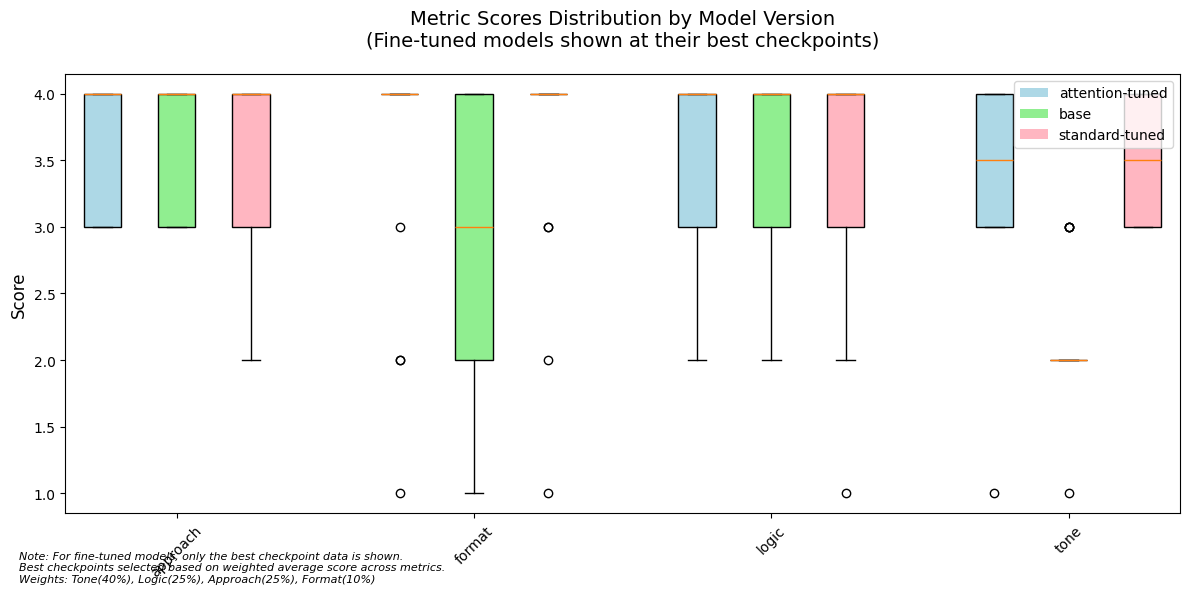 Metric Scores Distribution by Model Version
(Fine-tuned models shown at their best checkpoints)
attention-tuned
base
standard-tuned
Score
4.0
3.5
3.0
2.5
2.0
1.5
1.0
approach
format
logic
tone
Note: For fine-tuned models, only the best checkpoint data is shown.
Best checkpoints selected based on weighted average score across metrics.
Weights: Tone(40%), Logic(25%), Approach(25%), Format(10%)